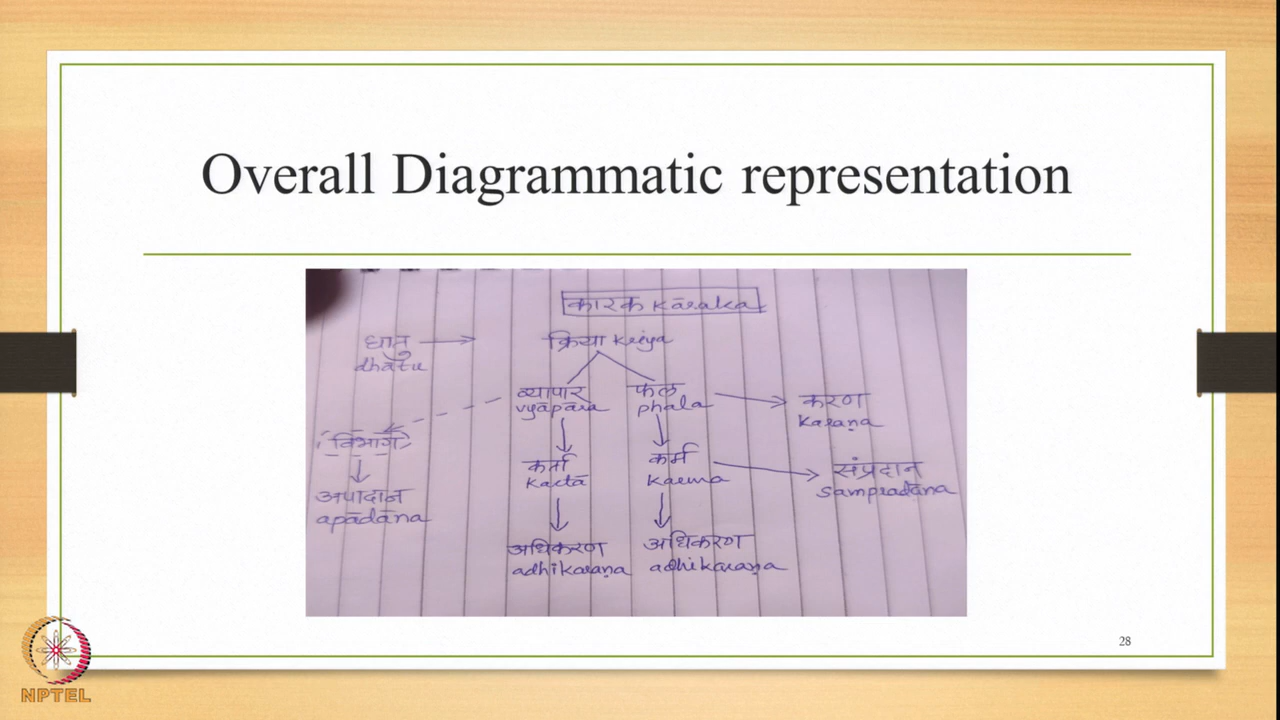 Overall Diagrammatic representation
कारक kāraka
धातु
dhātu
क्रिया kriya
व्यापार
vyāpāra
फल
phala
करण
karaṇa
(विभाग)
कर्ता
kartā
कर्म
karma
संप्रदान
sampradāna
अपादान
apādāna
अधिकरण
adhikaraṇa
अधिकरण
adhikaraṇa
28
NPTEL